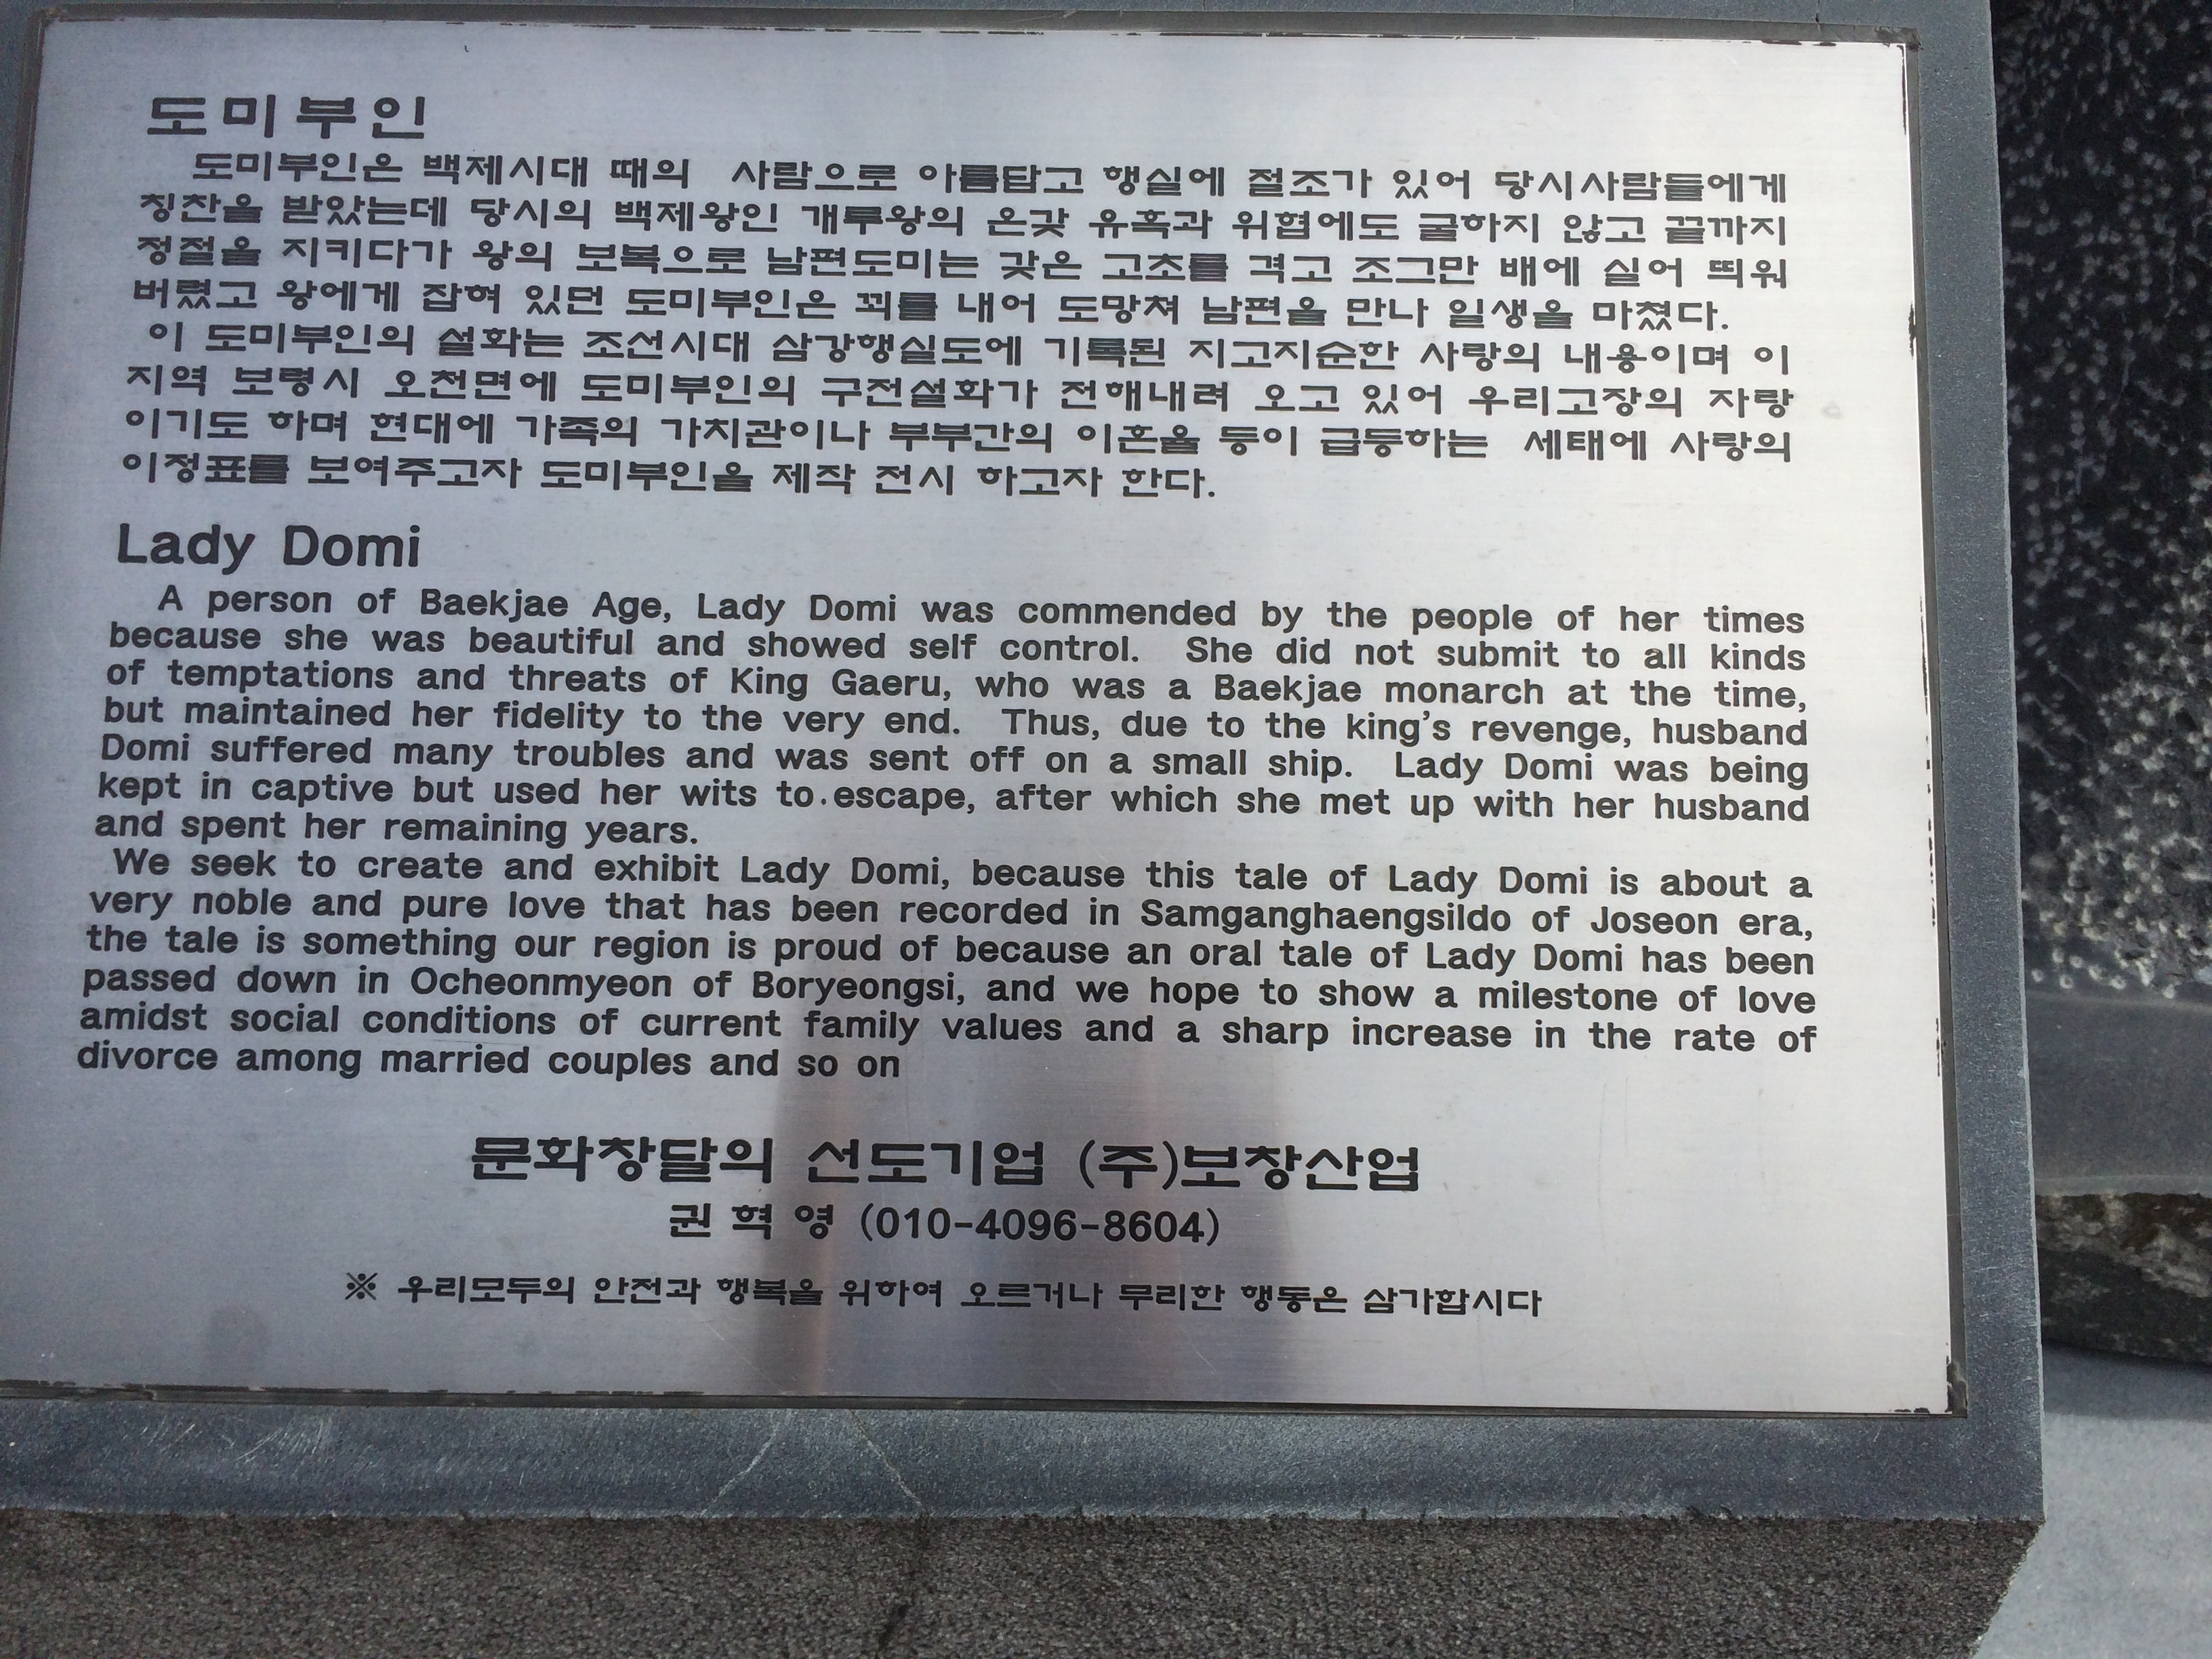 도미부인
도미부인은 백제시대 때의 사람으로 아름답고 행실에 절조가 있어 당시사람들에게
칭찬을 받았는데 당시의 백제왕인 개루왕의 은갖 유혹과 위협에도 굴하지 않고 끝까지
정절을 지키다가 왕의 보복으로 남편도미는 갖은 고초를 격고 조그만 배에 실어 띄워
버렸고 왕에게 잡혀 있던 도미부인은 꾀를 내어 도망쳐 남편을 만나 일생을 마쳤다.
이 도미부인의 설화는 조선시대 삼강행실도에 기록된 지고지순한 사랑의 내용이며 이
지역 보령시 오천면에 도미부인의 구전설화가 전해내려 오고 있어 우리고장의 자랑
이기도 하며 현대에 가족의 가치관이나 부부간의 이혼율 등이 급등하는 세태에 사랑의
이정표를 보여주고자 도미부인을 제작 전시 하고자 한다.
Lady Domi
A person of Baekjae Age, Lady Domi was commended by the people of her times
because she was beautiful and showed self control. She did not submit to all kinds
of temptations and threats of King Gaeru, who was a Baekjae monarch at the time,
but maintained her fidelity to the very end. Thus, due to the king's revenge, husband
Domi suffered many troubles and was sent off on a small ship. Lady Domi was being
kept in captive but used her wits to.escape, after which she met up with her husband
and spent her remaining years.
We seek to create and exhibit Lady Domi, because this tale of Lady Domi is about a
very noble and pure love that has been recorded in Samganghaengsildo of Joseon era,
the tale is something our region is proud of because an oral tale of Lady Domi has been
passed down in Ocheonmyeon of Boryeongsi, and we hope to show a milestone of love
amidst social conditions of current family values and a sharp increase in the rate of
divorce among married couples and so on
문화창달의 선도기업 (주)보창산업
권 혁 영 (010-4096-8604)
※ 우리모두의 안전과 행복을 위하여 오르거나 무리한 행동은 삼가합시다